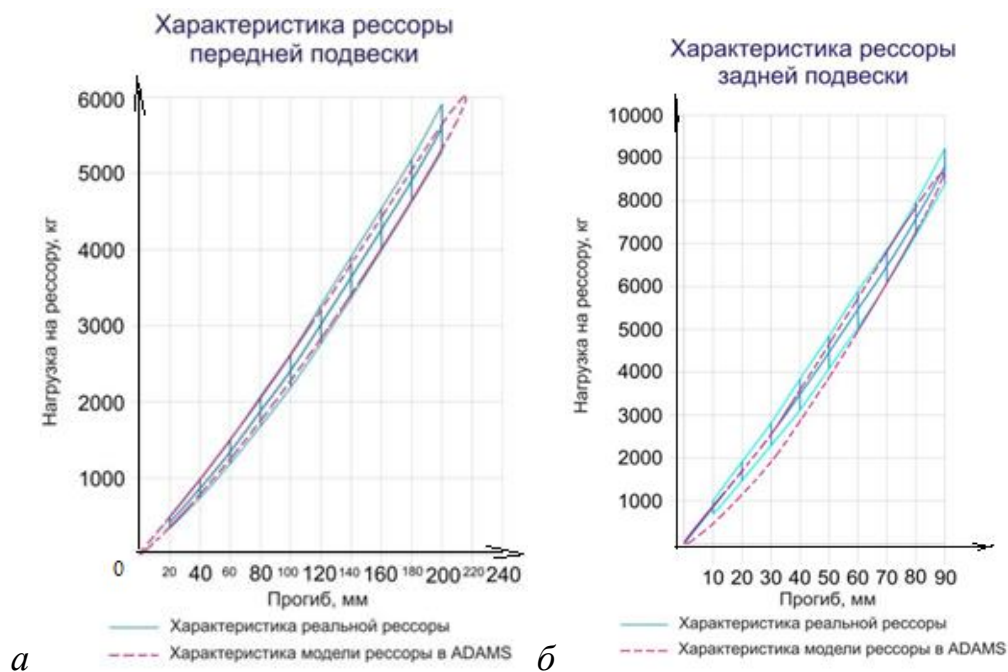 Характеристика рессоры
передней подвески
Нагрузка на рессору, кг
6000
5000
4000
3000
2000
1000
0
20 40 60 80 100 120 140 160 180 200 220 240
Прогиб, мм
Характеристика реальной рессоры
Характеристика модели рессоры в ADAMS
а
Характеристика рессоры
задней подвески
Нагрузка на рессору, кг
10000
9000
8000
7000
6000
5000
4000
3000
2000
1000
10 20 30 40 50 60 70 80 90
Прогиб, мм
Характеристика реальной рессоры
Характеристика модели рессоры в ADAMS
б